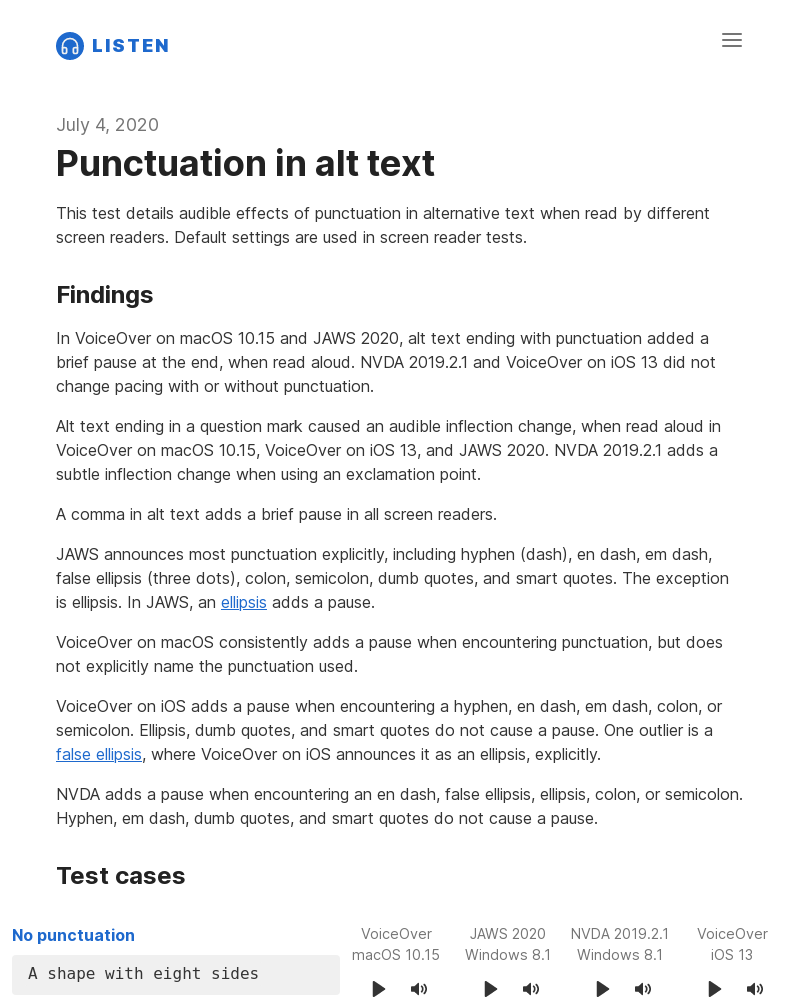 LISTEN
July 4, 2020
Punctuation in alt text
This test details audible effects of punctuation in alternative text when read by different
screen readers. Default settings are used in screen reader tests.
Findings
In VoiceOver on macOS 10.15 and JAWS 2020, alt text ending with punctuation added a
brief pause at the end, when read aloud. NVDA 2019.2.1 and VoiceOver on iOS 13 did not
change pacing with or without punctuation.
Alt text ending in a question mark caused an audible inflection change, when read aloud in
VoiceOver on macOS 10.15, VoiceOver on iOS 13, and JAWS 2020. NVDA 2019.2.1 adds a
subtle inflection change when using an exclamation point.
A comma in alt text adds a brief pause in all screen readers.
JAWS announces most punctuation explicitly, including hyphen (dash), en dash, em dash,
false ellipsis (three dots), colon, semicolon, dumb quotes, and smart quotes. The exception
is ellipsis. In JAWS, an ellipsis adds a pause.
VoiceOver on macOS consistently adds a pause when encountering punctuation, but does
not explicitly name the punctuation used.
VoiceOver on iOS adds a pause when encountering a hyphen, en dash, em dash, colon, or
semicolon. Ellipsis, dumb quotes, and smart quotes do not cause a pause. One outlier is a
false ellipsis, where VoiceOver on iOS announces it as an ellipsis, explicitly.
NVDA adds a pause when encountering an en dash, false ellipsis, ellipsis, colon, or semicolon.
Hyphen, em dash, dumb quotes, and smart quotes do not cause a pause.
Test cases
No punctuation
A shape with eight sides
VoiceOver
macOS 10.15
JAWS 2020
Windows 8.1
NVDA 2019.2.1
Windows 8.1
VoiceOver
iOS 13